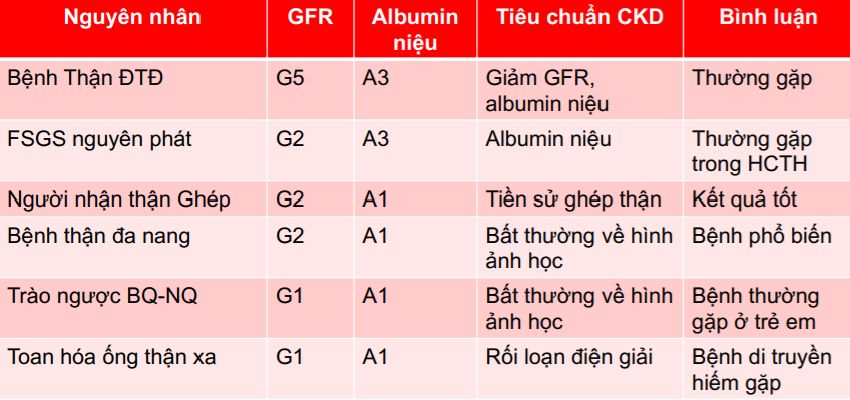 Nguyên nhân GFR Albumin niệu Tiêu chuẩn CKD Bình luận
Bệnh Thận ĐTĐ G5 A3 Giảm GFR, albumin niệu Thường gặp
FSGS nguyên phát G2 A3 Albumin niệu Thường gặp trong HCTH
Người nhận thận Ghép G2 A1 Tiền sử ghép thận Kết quả tốt
Bệnh thận đa nang G2 A1 Bất thường về hình ảnh học Bệnh phổ biến
Trào ngược BQ-NQ G1 A1 Bất thường về hình ảnh học Bệnh thường gặp ở trẻ em
Toan hóa ống thận xa G1 A1 Rối loạn điện giải Bệnh di truyền hiếm gặp